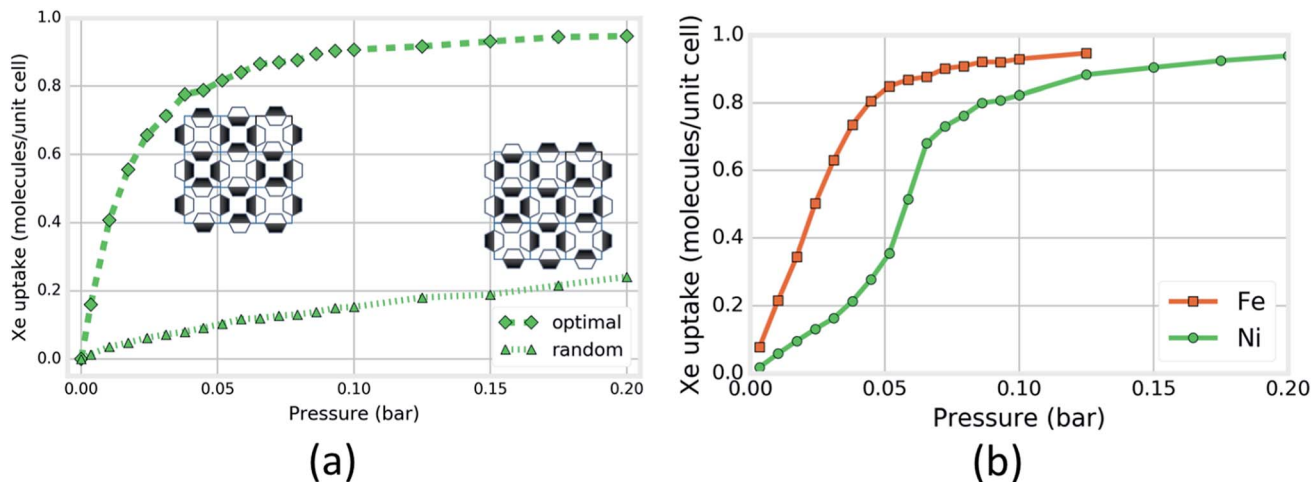 1.0
0.8
0.6
0.4
0.2
0.0
Xe uptake (molecules/unit cell)
optimal
random
0.00 0.05 0.10 0.15 0.20
Pressure (bar)
(a)
1.0
0.8
0.6
0.4
0.2
0.0
Xe uptake (molecules/unit cell)
Fe
Ni
0.00 0.05 0.10 0.15 0.20
Pressure (bar)
(b)